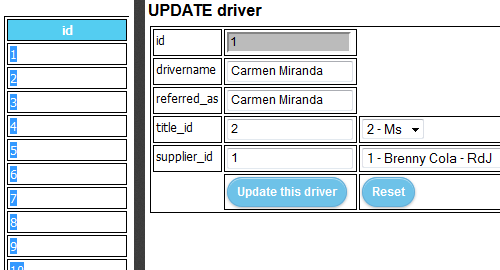 id
1
2
3
4
5
6
7
8
9
10
UPDATE driver
id 1
drivername Carmen Miranda
referred_as Carmen Miranda
title_id 2 2 - Ms
supplier_id 1 1 - Brenny Cola - RdJ
Update this driver Reset